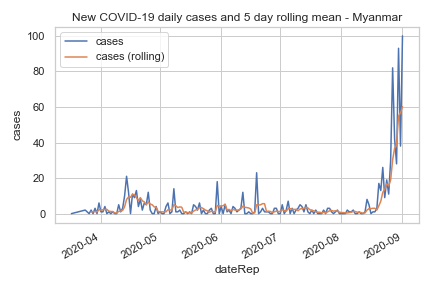 New COVID-19 daily cases and 5 day rolling mean - Myanmar
cases
cases (rolling)
100
80
60
40
20
0
cases
2020-04
2020-05
2020-06
2020-07
2020-08
2020-09
dateRep